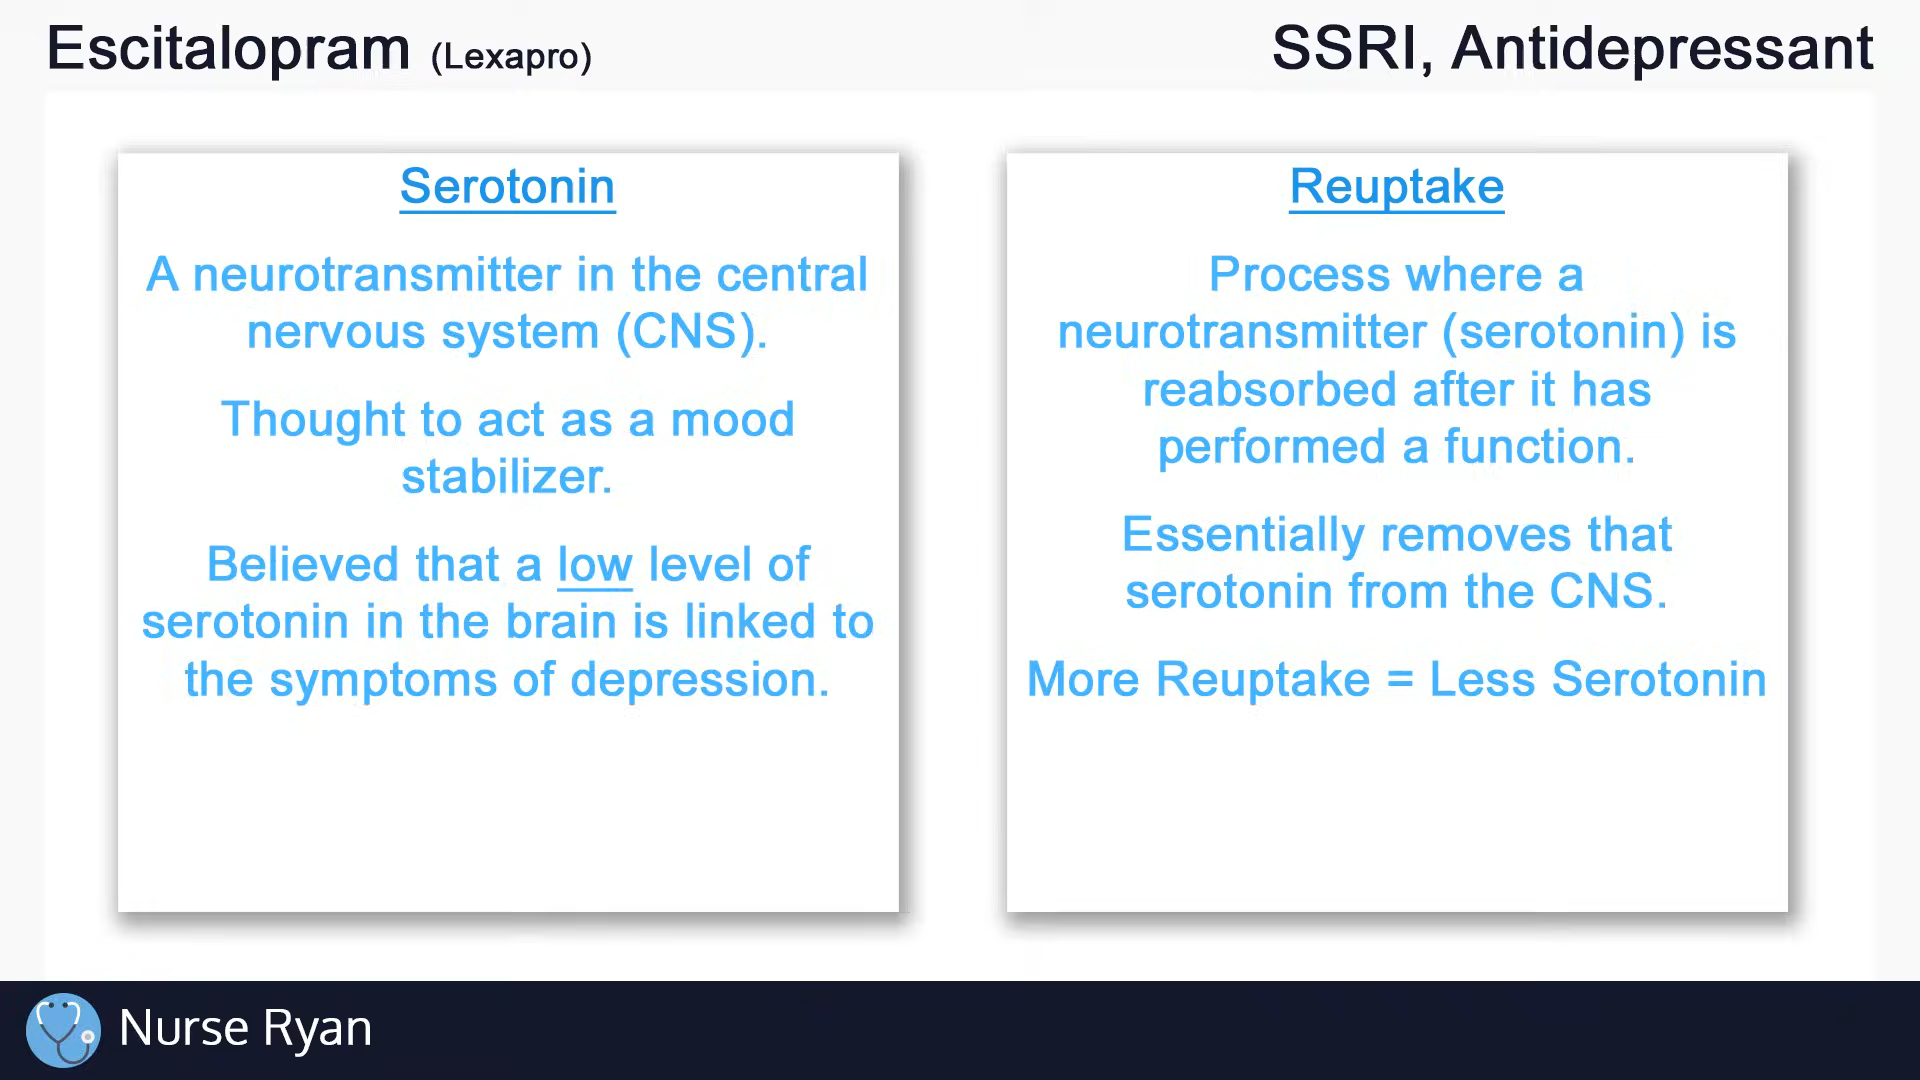 Escitalopram (Lexapro)
SSRI, Antidepressant
Serotonin
A neurotransmitter in the central
nervous system (CNS).
Thought to act as a mood
stabilizer.
Believed that a low level of
serotonin in the brain is linked to
the symptoms of depression.
Reuptake
Process where a
neurotransmitter (serotonin) is
reabsorbed after it has
performed a function.
Essentially removes that
serotonin from the CNS.
More Reuptake = Less Serotonin
Nurse Ryan